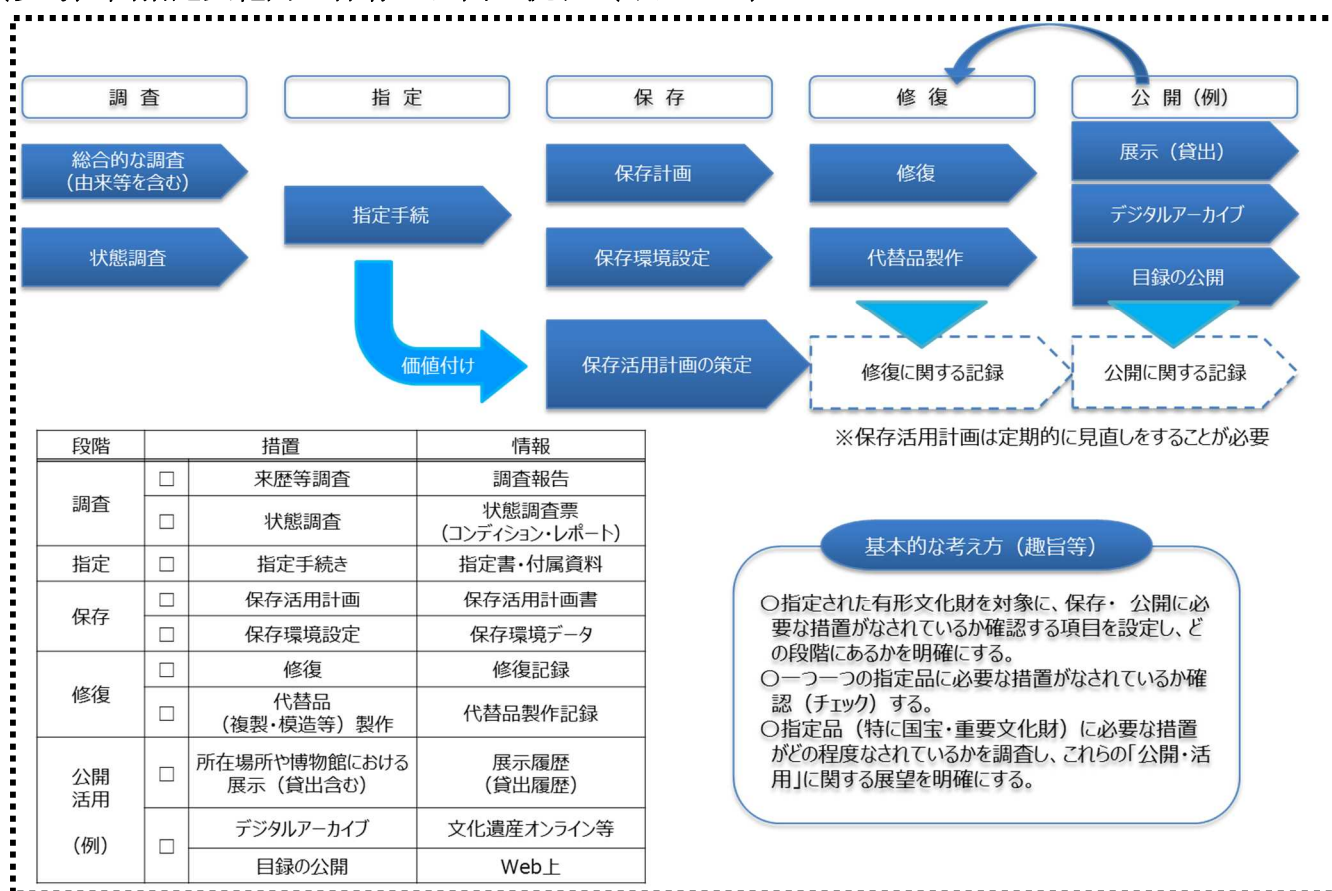 調 査
指 定
保 存
修 復
公 開（例）
総合的な調査
（由来等を含む）
状態調査
指定手続
保存計画
保存環境設定
修復
代替品製作
展示（貸出）
デジタルアーカイブ
目録の公開
価値付け
保存活用計画の策定
修復に関する記録
公開に関する記録
※保存活用計画は定期的に見直しをすることが必要
段階 措置 情報
調査
□ 来歴等調査 調査報告
□ 状態調査 状態調査票
（コンディション・レポート）
指定 □ 指定手続き 指定書・付属資料
保存
□ 保存活用計画 保存活用計画書
□ 保存環境設定 保存環境データ
修復
□ 修復 修復記録
□ 代替品
（複製・模造等）製作
代替品製作記録
公開
活用
（例）
□ 所在場所や博物館における
展示（貸出含む）
展示履歴
（貸出履歴）
□ デジタルアーカイブ 文化遺産オンライン等
目録の公開 Web上
基本的な考え方（趣旨等）
〇指定された有形文化財を対象に、保存・ 公開に必
要な措置がなされているか確認する項目を設定し、ど
の段階にあるかを明確にする。
〇一つ一つの指定品に必要な措置がなされているか確
認（チェック）する。
〇指定品（特に国宝・重要文化財）に必要な措置
がどの程度なされているかを調査し、これらの「公開・活
用」に関する展望を明確にする。